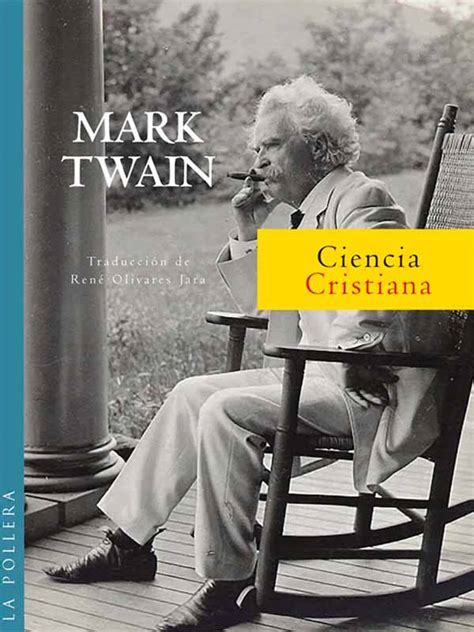 MARK
TWAIN
Traducción de
René Olivares Jara
Ciencia
Cristiana
LA POLLERA